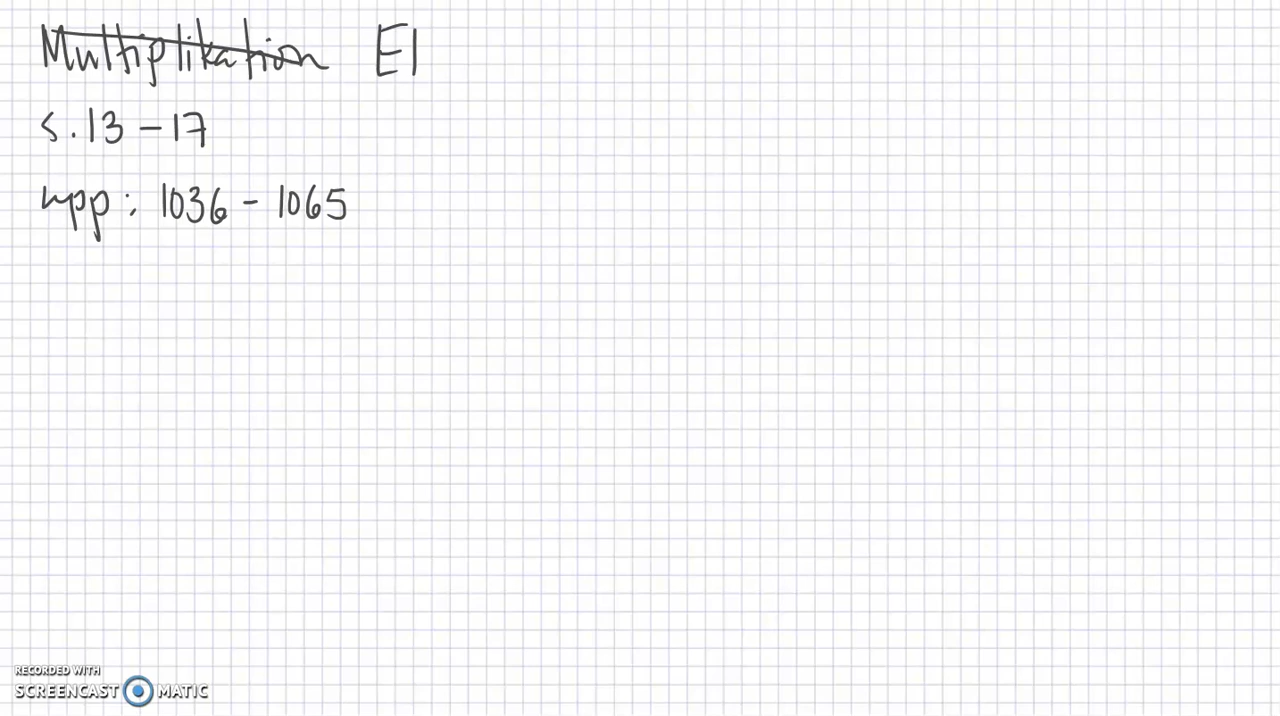 Multiplikation E1
s. 13 - 17
upp: 1036 - 1065
RECORDED WITH
SCREENCAST MATIC